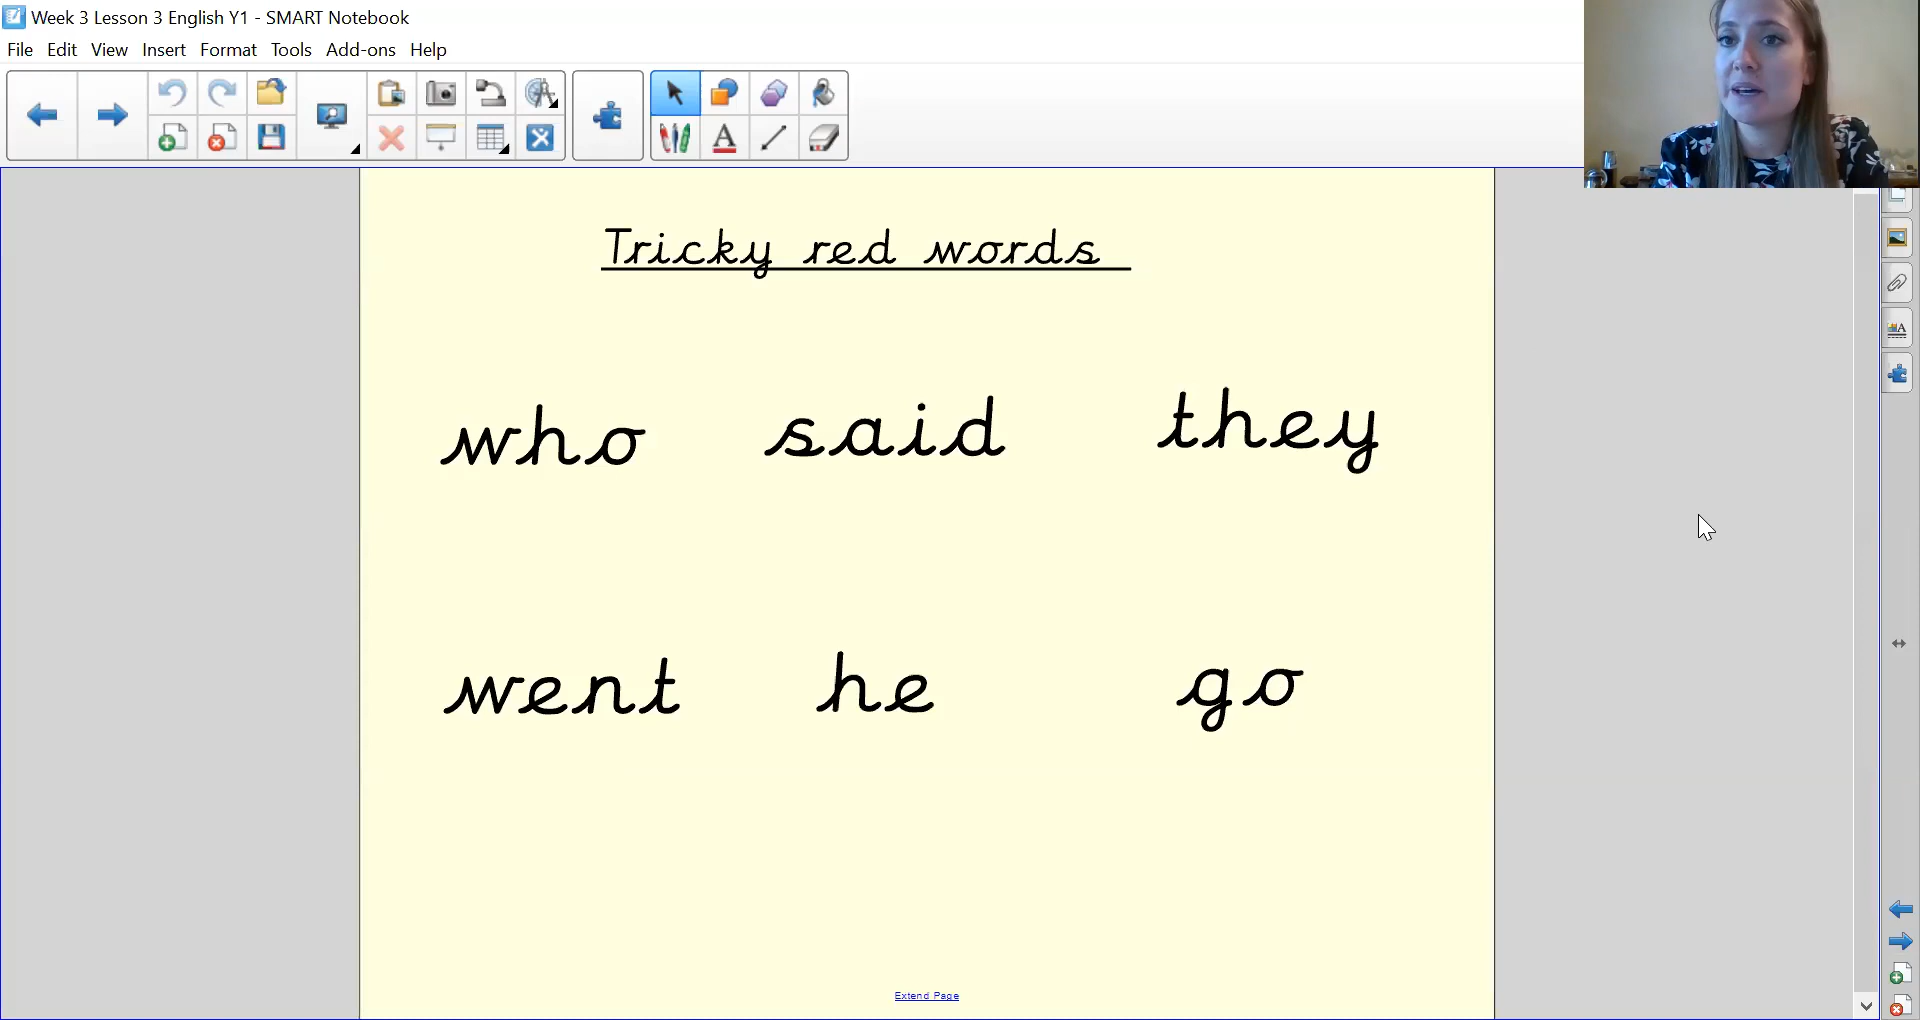 Week 3 Lesson 3 English Y1 - SMART Notebook
File Edit View Insert Format Tools Add-ons Help
Tricky red words
who said they
went he go
Extend Page